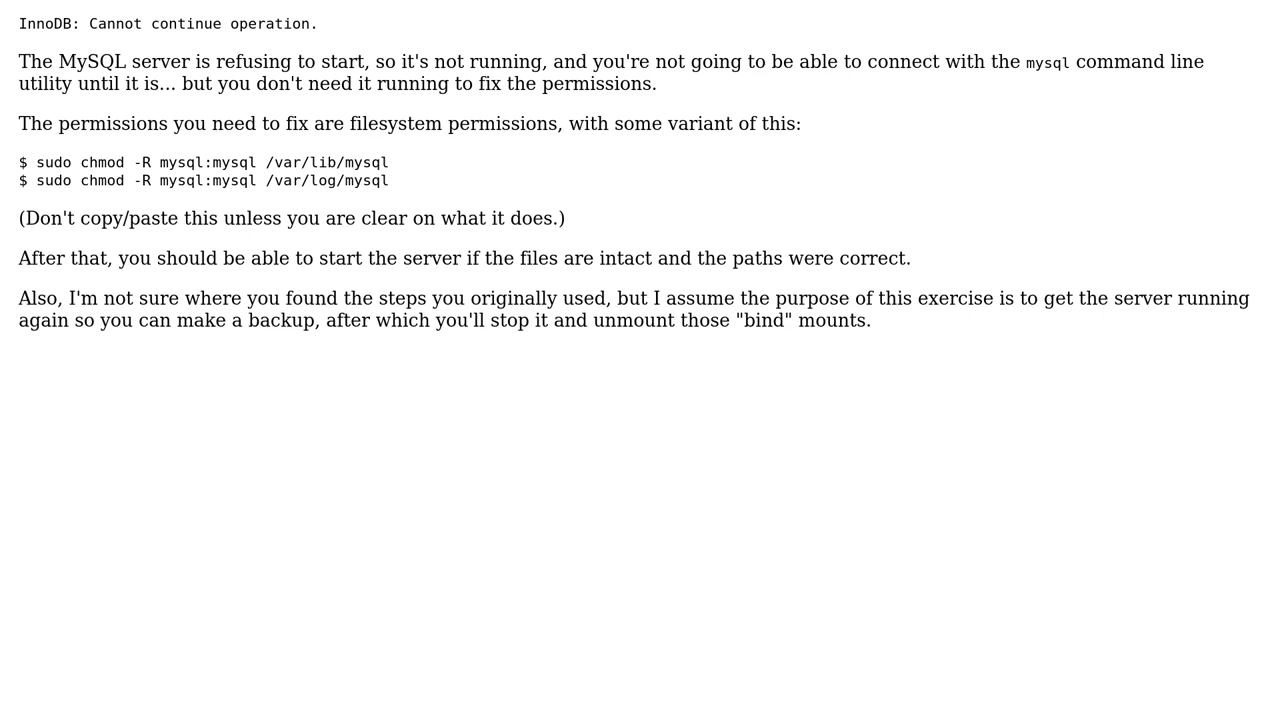 InnoDB: Cannot continue operation.
The MySQL server is refusing to start, so it's not running, and you're not going to be able to connect with the mysql command line
utility until it is... but you don't need it running to fix the permissions.
The permissions you need to fix are filesystem permissions, with some variant of this:
$ sudo chmod -R mysql:mysql /var/lib/mysql
$ sudo chmod -R mysql:mysql /var/log/mysql
(Don't copy/paste this unless you are clear on what it does.)
After that, you should be able to start the server if the files are intact and the paths were correct.
Also, I'm not sure where you found the steps you originally used, but I assume the purpose of this exercise is to get the server running
again so you can make a backup, after which you'll stop it and unmount those "bind" mounts.